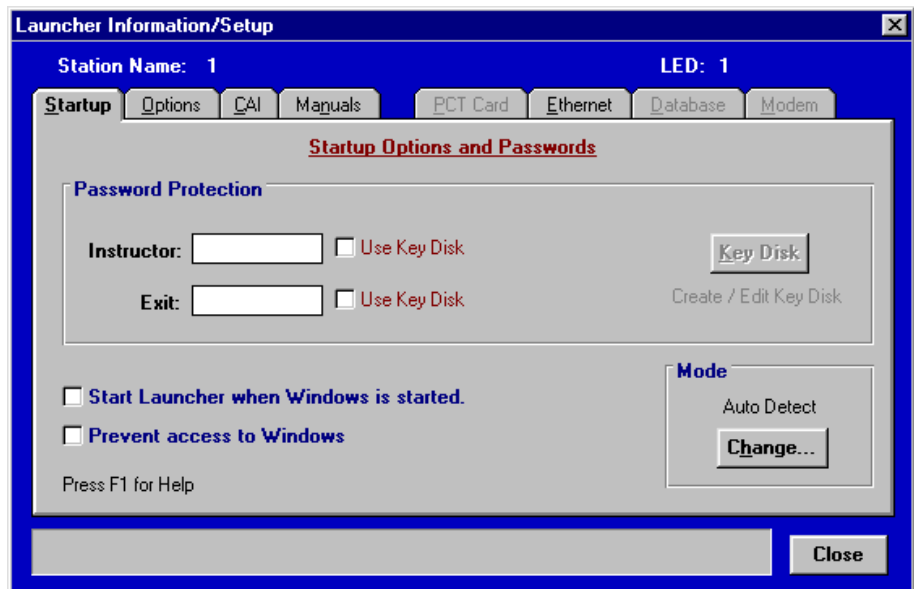 Launcher Information/Setup
Station Name: 1 LED: 1
Startup Options CAI Manuals PCT Card Ethernet Database Modem
Startup Options and Passwords
Password Protection
Instructor: Use Key Disk Key Disk
Exit: Use Key Disk Create / Edit Key Disk
Mode
Start Launcher when Windows is started. Auto Detect
Prevent access to Windows Change...
Press F1 for Help
Close